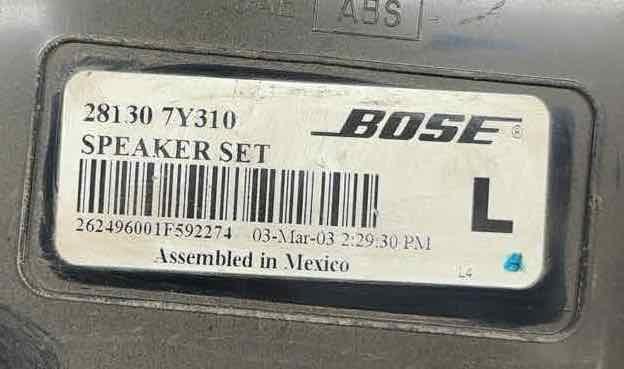 ABS
28130 7Y310
BOSE ®
SPEAKER SET
L
262496001F592274 03-Mar-03 2:29:30 PM
Assembled in Mexico
L4